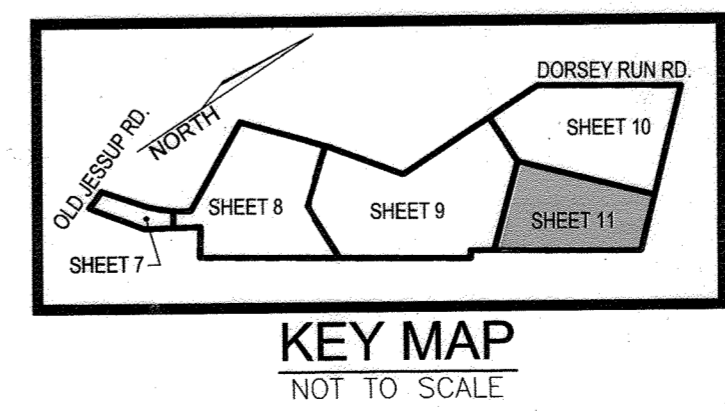 DORSEY RUN RD.
OLD JESSUP RD.
NORTH
SHEET 10
SHEET 8
SHEET 9
SHEET 11
SHEET 7
KEY MAP
NOT TO SCALE